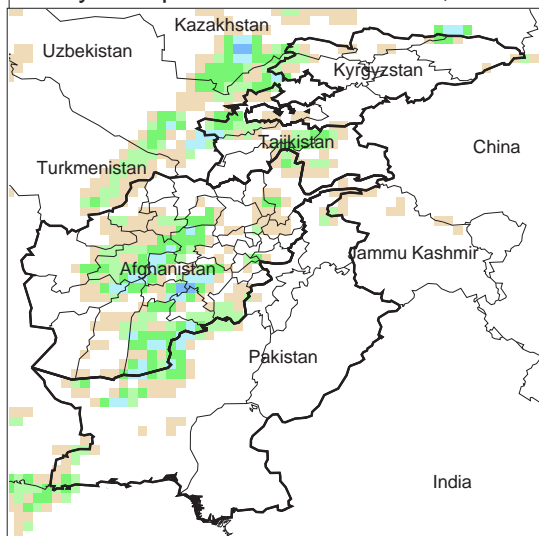 Kazakhstan
Uzbekistan
Kyrgyzstan
Tajikistan
China
Turkmenistan
Jammu Kashmir
Afghanistan
Pakistan
India